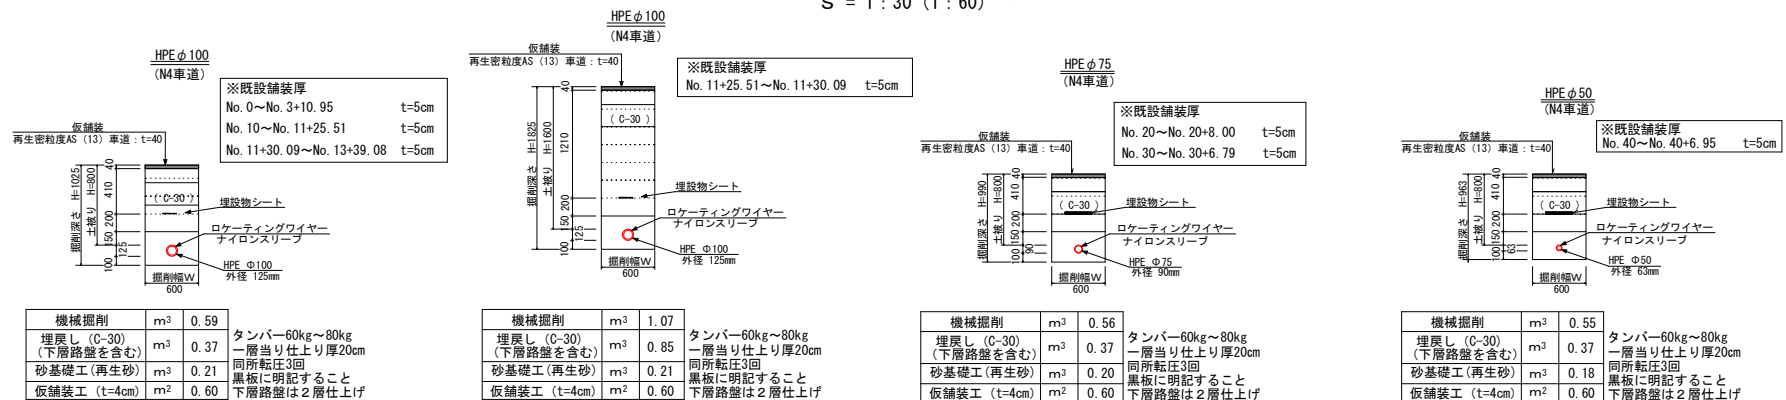 S = 1：30（1：60）
HPEφ100
(N4車道)
※既設舗装厚
No.0～No.3+10.95 t=5cm
No.10～No.11+25.51 t=5cm
No.11+30.09～No.13+39.08 t=5cm
仮舗装
再生密粒度AS（13）車道：t=40
掘削深さ H=1025
土被り H=800
40
410
200
150
125
100
( C-30 )
埋設物シート
ロケーティングワイヤー
ナイロンスリーブ
HPE Φ100
外径 125mm
掘削幅W
600
機械掘削 m³ 0.59
埋戻し（C-30）
（下層路盤を含む） m³ 0.37
砂基礎工(再生砂) m³ 0.21
仮舗装工（t=4cm） m² 0.60
タンパー60kg～80kg
一層当り仕上り厚20cm
同所転圧3回
黒板に明記すること
下層路盤は２層仕上げ
HPEφ100
(N4車道)
※既設舗装厚
No.11+25.51～No.11+30.09 t=5cm
仮舗装
再生密粒度AS（13）車道：t=40
掘削深さ H=1825
土被り H=1600
40
1210
200
150
125
100
( C-30 )
埋設物シート
ロケーティングワイヤー
ナイロンスリーブ
HPE Φ100
外径 125mm
掘削幅W
600
機械掘削 m³ 1.07
埋戻し（C-30）
（下層路盤を含む） m³ 0.85
砂基礎工(再生砂) m³ 0.21
仮舗装工（t=4cm） m² 0.60
タンパー60kg～80kg
一層当り仕上り厚20cm
同所転圧3回
黒板に明記すること
下層路盤は２層仕上げ
HPEφ75
(N4車道)
※既設舗装厚
No.20～No.20+8.00 t=5cm
No.30～No.30+6.79 t=5cm
仮舗装
再生密粒度AS（13）車道：t=40
掘削深さ H=990
土被り H=800
40
410
200
150
90
100
( C-30 )
埋設物シート
ロケーティングワイヤー
ナイロンスリーブ
HPE Φ75
外径 90mm
掘削幅W
600
機械掘削 m³ 0.56
埋戻し（C-30）
（下層路盤を含む） m³ 0.37
砂基礎工(再生砂) m³ 0.20
仮舗装工（t=4cm） m² 0.60
タンパー60kg～80kg
一層当り仕上り厚20cm
同所転圧3回
黒板に明記すること
下層路盤は２層仕上げ
HPEφ50
(N4車道)
※既設舗装厚
No.40～No.40+6.95 t=5cm
仮舗装
再生密粒度AS（13）車道：t=40
掘削深さ H=963
土被り H=800
40
410
200
150
63
100
( C-30 )
埋設物シート
ロケーティングワイヤー
ナイロンスリーブ
HPE Φ50
外径 63mm
掘削幅W
600
機械掘削 m³ 0.55
埋戻し（C-30）
（下層路盤を含む） m³ 0.37
砂基礎工(再生砂) m³ 0.18
仮舗装工（t=4cm） m² 0.60
タンパー60kg～80kg
一層当り仕上り厚20cm
同所転圧3回
黒板に明記すること
下層路盤は２層仕上げ